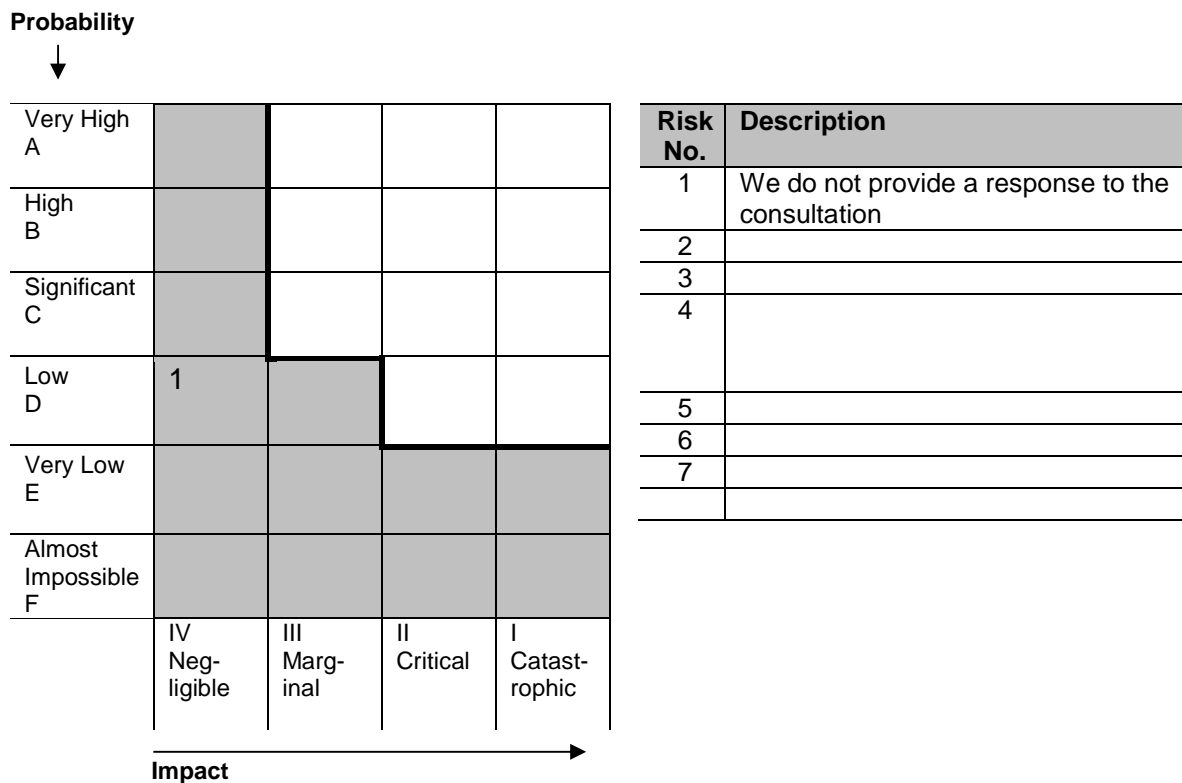 Probability
Very High
A
High
B
Significant
C
Low
D
1
Very Low
E
Almost
Impossible
F
IV
Neg-
ligible
III
Marg-
inal
II
Critical
I
Catast-
rophic
Impact
Risk
No.
Description
1
We do not provide a response to the
consultation
2
3
4
5
6
7